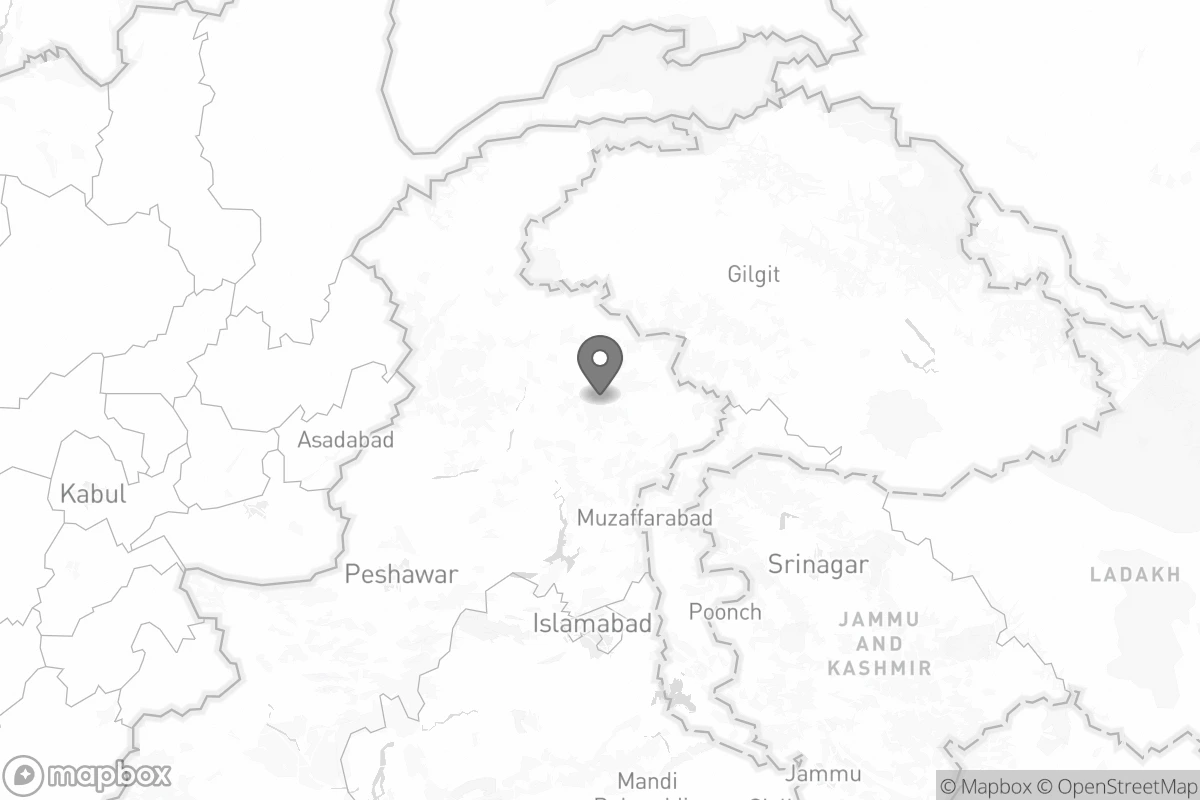 Gilgit
Asadabad
Kabul
Muzaffarabad
Srinagar
Peshawar
LADAKH
Poonch
Islamabad
JAMMU
AND
KASHMIR
Jammu
Mandi
mapbox
© Mapbox © OpenStreetMap